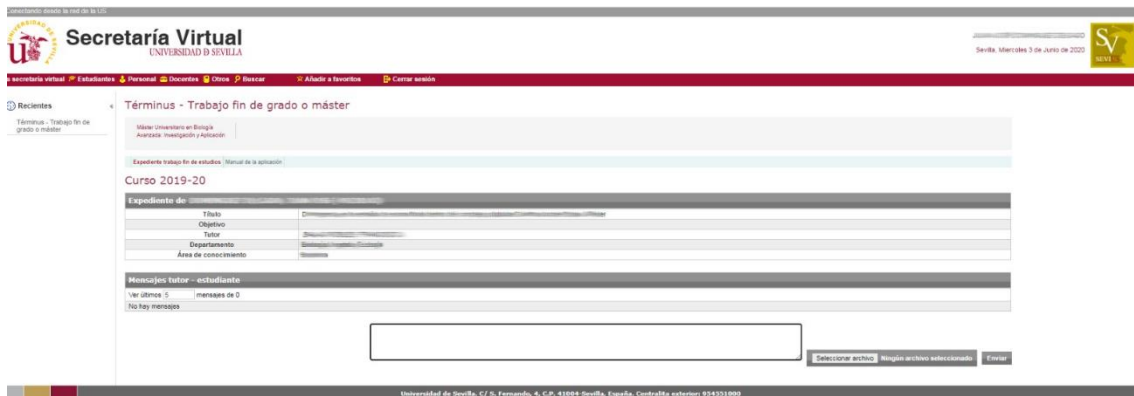 Conectando desde la red de la US
Secretaría Virtual
UNIVERSIDAD Ð SEVILLA
Sevilla, Miercoles 3 de Junio de 2020
SV
SEVI
a secretaría virtual Estudiantes Personal Docentes Otros Buscar Añadir a favoritos Cerrar sesión
Recientes «
Términus - Trabajo fin de
grado o máster
Términus - Trabajo fin de grado o máster
Máster Universitario en Biología
Avanzada: Investigación y Aplicación
Expediente trabajo fin de estudios Manual de la aplicación
Curso 2019-20
Expediente de
Título
Objetivo
Tutor
Departamento
Área de conocimiento
Mensajes tutor - estudiante
Ver últimos 5 mensajes de 0
No hay mensajes
Seleccionar archivo Ningún archivo seleccionado Enviar
Universidad de Sevilla. C/ S. Fernando, 4, C.P. 41004-Sevilla, España. Centralita exterior: 954551000